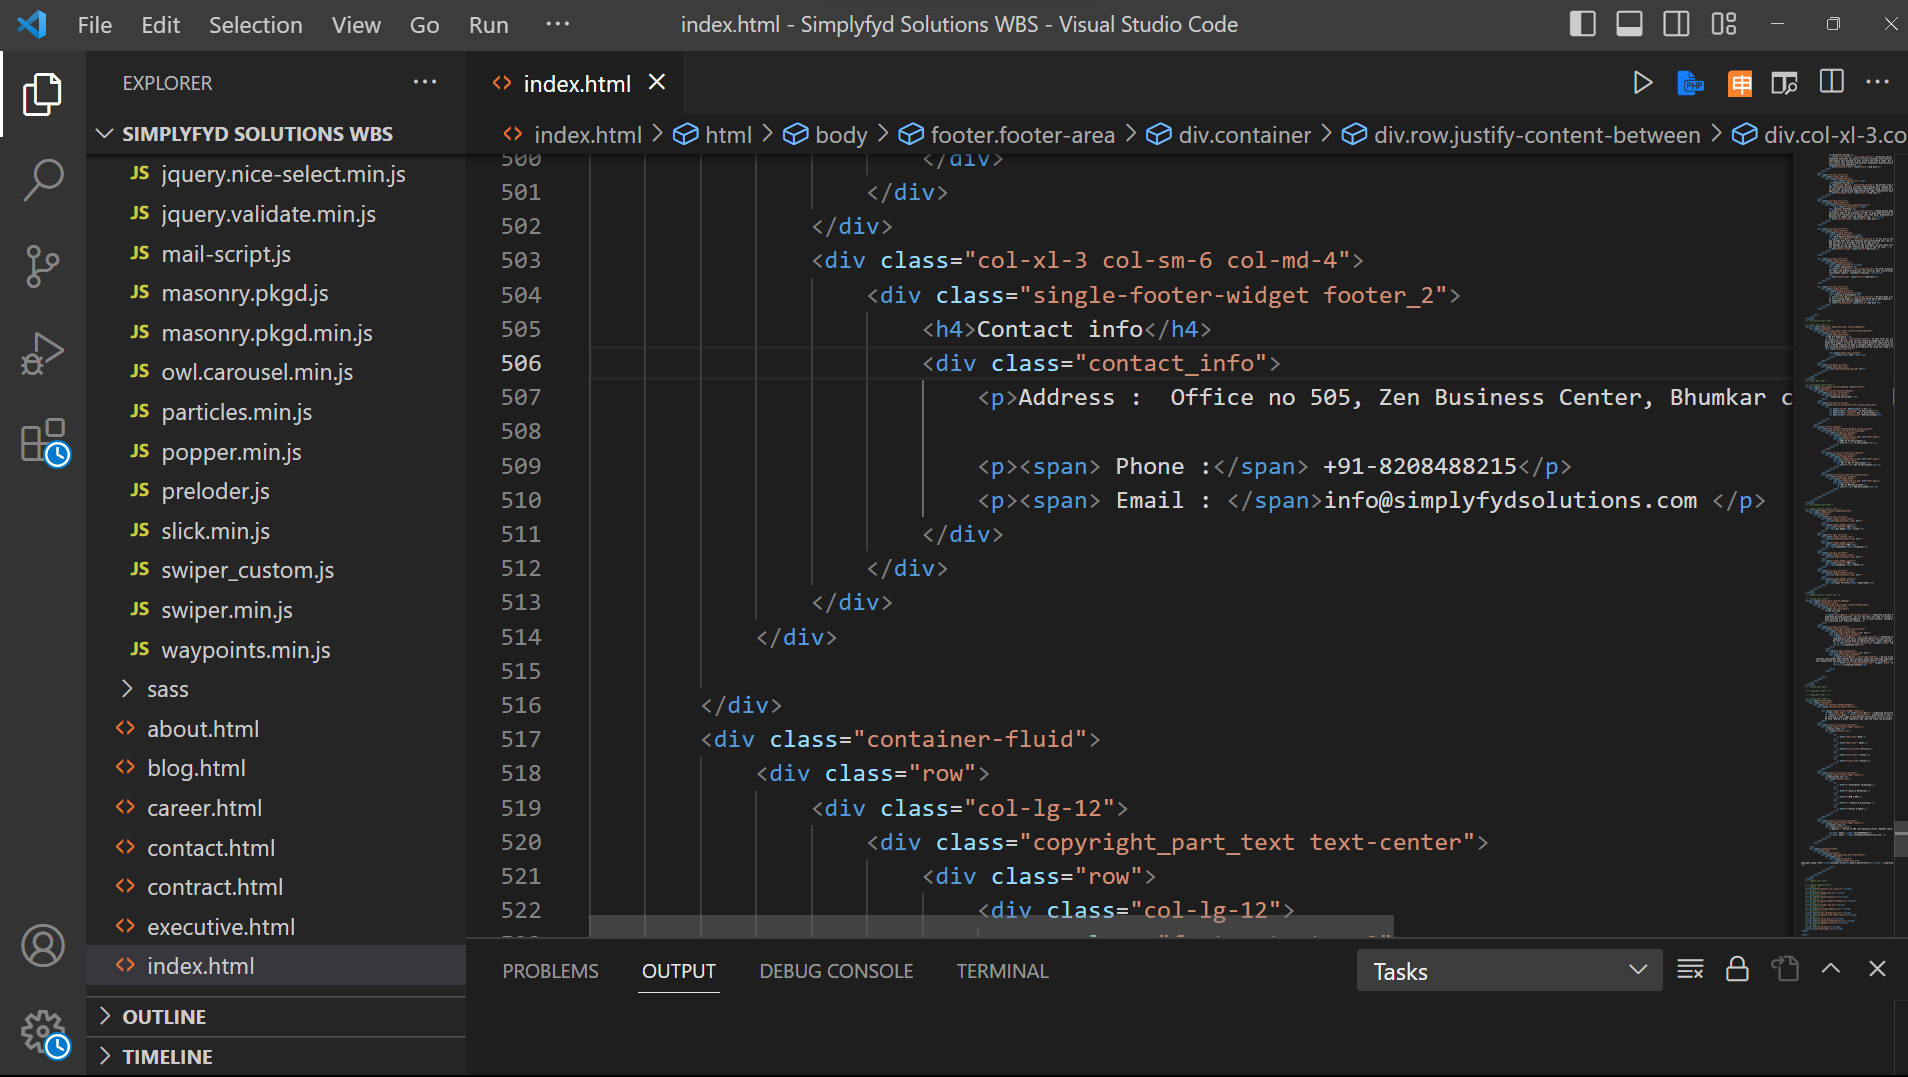 File Edit Selection View Go Run ··· index.html - Simplyfyd Solutions WBS - Visual Studio Code
EXPLORER ···
SIMPLYFYD SOLUTIONS WBS
JS jquery.nice-select.min.js
JS jquery.validate.min.js
JS mail-script.js
JS masonry.pkgd.js
JS masonry.pkgd.min.js
JS owl.carousel.min.js
JS particles.min.js
JS popper.min.js
JS preloder.js
JS slick.min.js
JS swiper_custom.js
JS swiper.min.js
JS waypoints.min.js
sass
<> about.html
<> blog.html
<> career.html
<> contact.html
<> contract.html
<> executive.html
<> index.html
OUTLINE
TIMELINE
<> index.html
PHP
<> index.html > html > body > footer.footer-area > div.container > div.row.justify-content-between > div.col-xl-3.co
500 </div>
501 </div>
502 </div>
503 <div class="col-xl-3 col-sm-6 col-md-4">
504 <div class="single-footer-widget footer_2">
505 <h4>Contact info</h4>
506 <div class="contact_info">
507 <p>Address :  Office no 505, Zen Business Center, Bhumkar c
508
509 <p><span> Phone :</span> +91-8208488215</p>
510 <p><span> Email : </span>info@simplyfydsolutions.com </p>
511 </div>
512 </div>
513 </div>
514 </div>
515
516 </div>
517 <div class="container-fluid">
518 <div class="row">
519 <div class="col-lg-12">
520 <div class="copyright_part_text text-center">
521 <div class="row">
522 <div class="col-lg-12">
PROBLEMS OUTPUT DEBUG CONSOLE TERMINAL Tasks